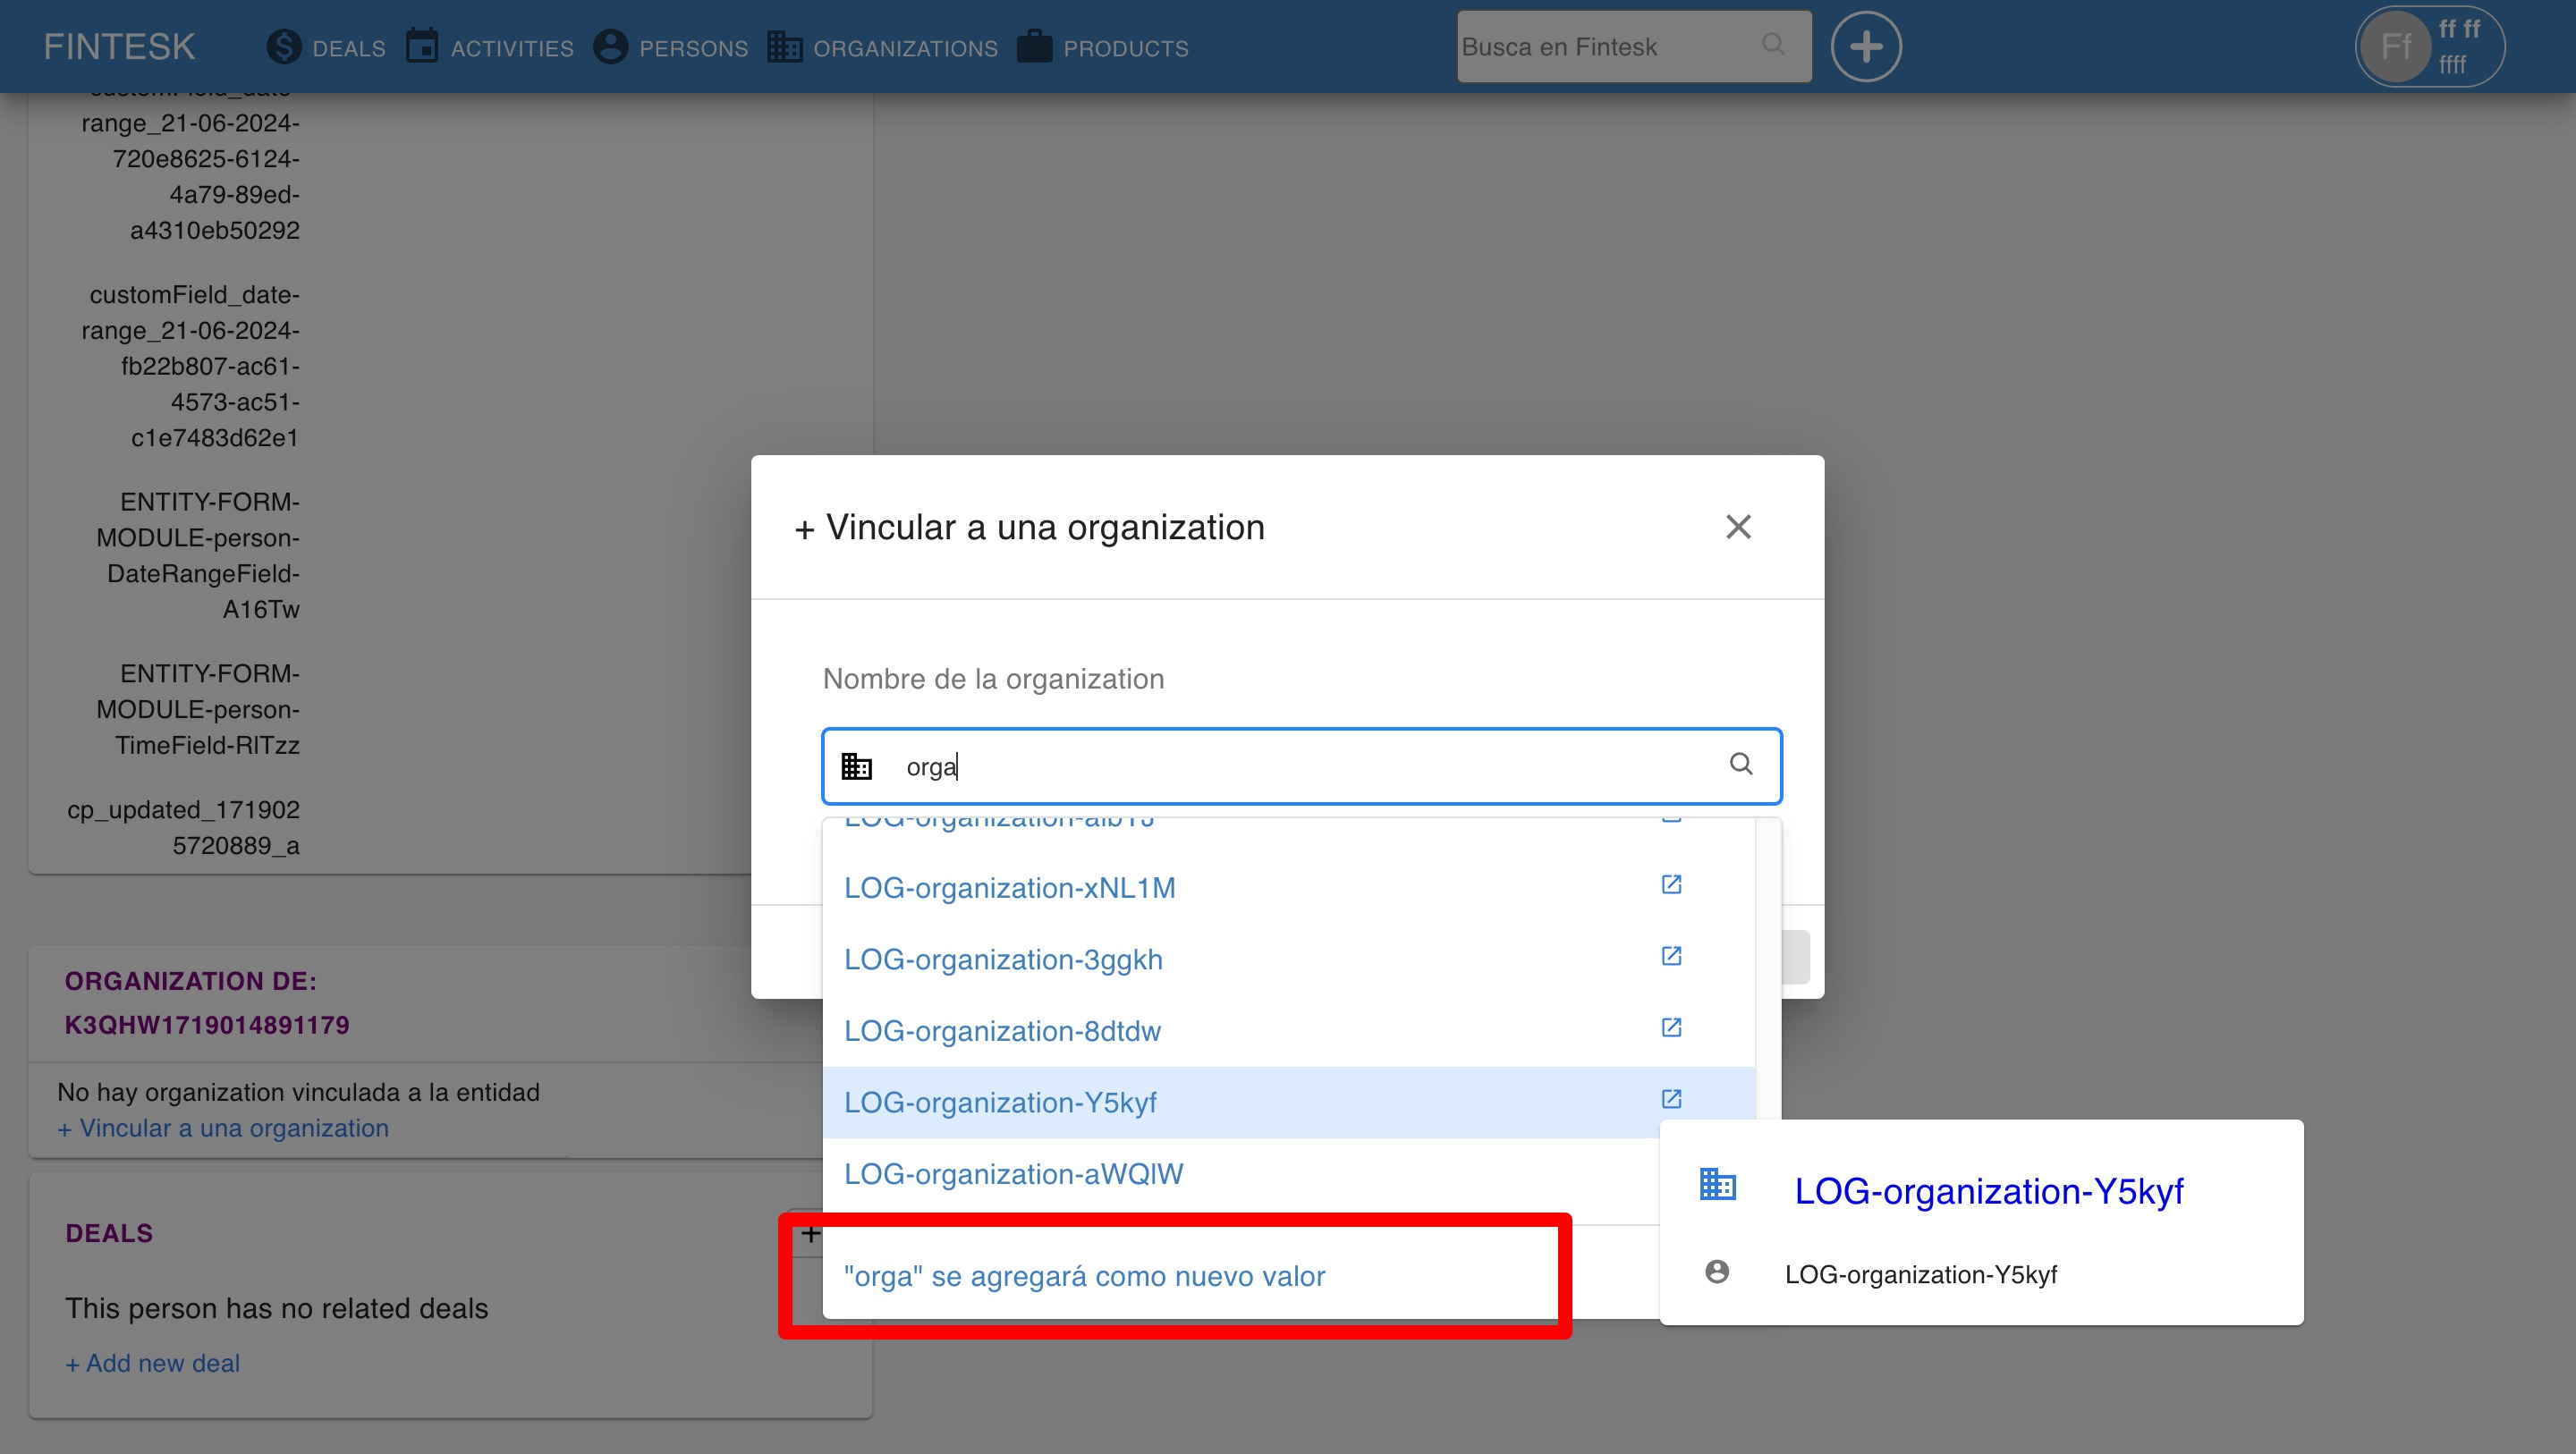 FINTESK
DEALS
ACTIVITIES
PERSONS
ORGANIZATIONS
PRODUCTS
Busca en Fintesk
Ff
ff ff
ffff
customField_date-
range_21-06-2024-
720e8625-6124-
4a79-89ed-
a4310eb50292
customField_date-
range_21-06-2024-
fb22b807-ac61-
4573-ac51-
c1e7483d62e1
ENTITY-FORM-
MODULE-person-
DateRangeField-
A16Tw
ENTITY-FORM-
MODULE-person-
TimeField-RlTzz
cp_updated_171902
5720889_a
ORGANIZATION DE:
K3QHW1719014891179
No hay organization vinculada a la entidad
+ Vincular a una organization
DEALS
+
This person has no related deals
+ Add new deal
+ Vincular a una organization
Nombre de la organization
orga
LOG-organization-xNL1M
LOG-organization-3ggkh
LOG-organization-8dtdw
LOG-organization-Y5kyf
LOG-organization-aWQlW
"orga" se agregará como nuevo valor
LOG-organization-Y5kyf
LOG-organization-Y5kyf